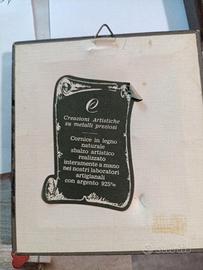 e
Creazioni Artistiche
su metalli preziosi
Cornice in legno
naturale
sbalzo artistico
realizzato
interamente a mano
nei nostri laboratori
artigianali
con argento 925‰
subito